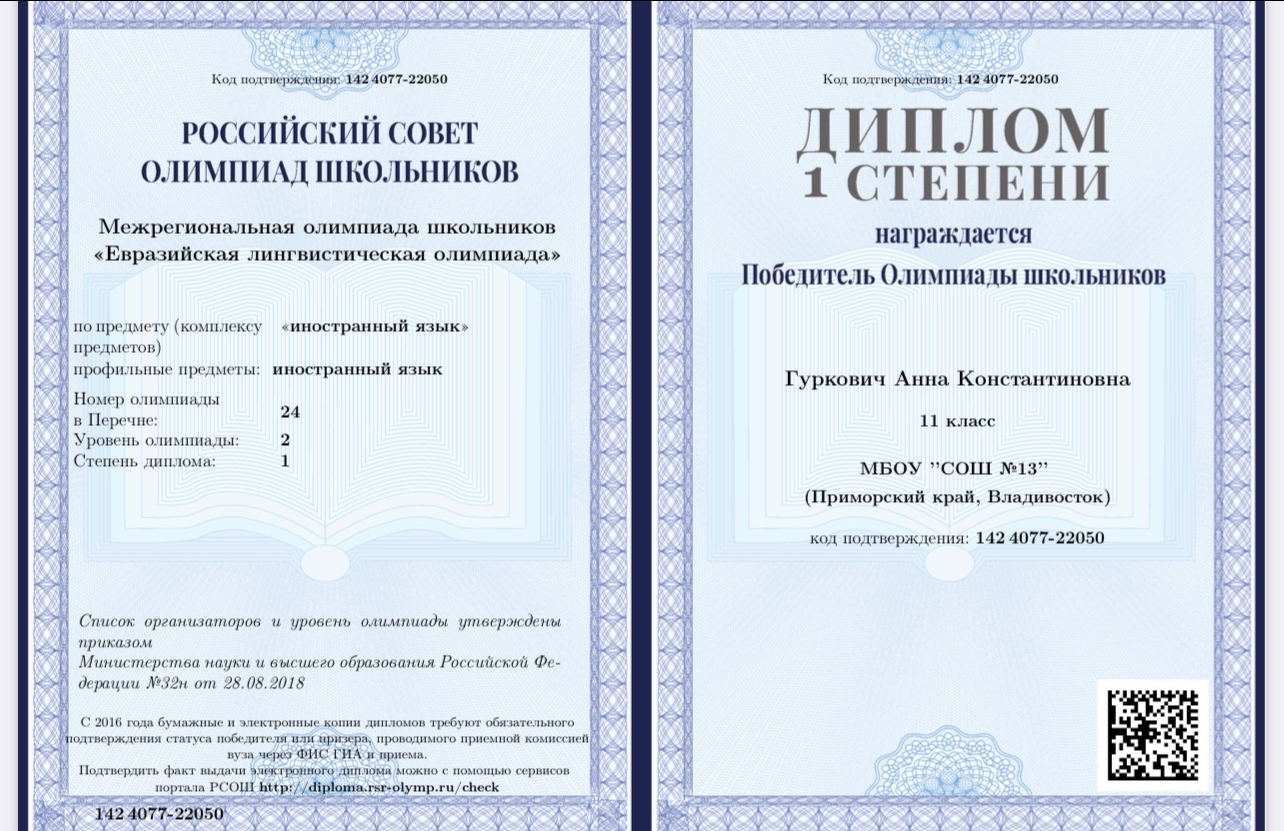 Код подтверждения: 142 4077-22050
РОССИЙСКИЙ СОВЕТ
ОЛИМПИАД ШКОЛЬНИКОВ
Межрегиональная олимпиада школьников
«Евразийская лингвистическая олимпиада»
по предмету (комплексу «иностранный язык»
предметов)
профильные предметы: иностранный язык
Номер олимпиады
в Перечне: 24
Уровень олимпиады: 2
Степень диплома: 1
Список организаторов и уровень олимпиады утверждены
приказом
Министерства науки и высшего образования Российской Фе-
дерации №32н от 28.08.2018
С 2016 года бумажные и электронные копии дипломов требуют обязательного
подтверждения статуса победителя или призера, проводимого приемной комиссией
вуза через ФИС ГИА и приема.
Подтвердить факт выдачи электронного диплома можно с помощью сервисов
портала РСОШ http://diploma.rsr-olymp.ru/check
142 4077-22050
Код подтверждения: 142 4077-22050
ДИПЛОМ
1 СТЕПЕНИ
награждается
Победитель Олимпиады школьников
Гуркович Анна Константиновна
11 класс
МБОУ ”СОШ №13”
(Приморский край, Владивосток)
код подтверждения: 142 4077-22050